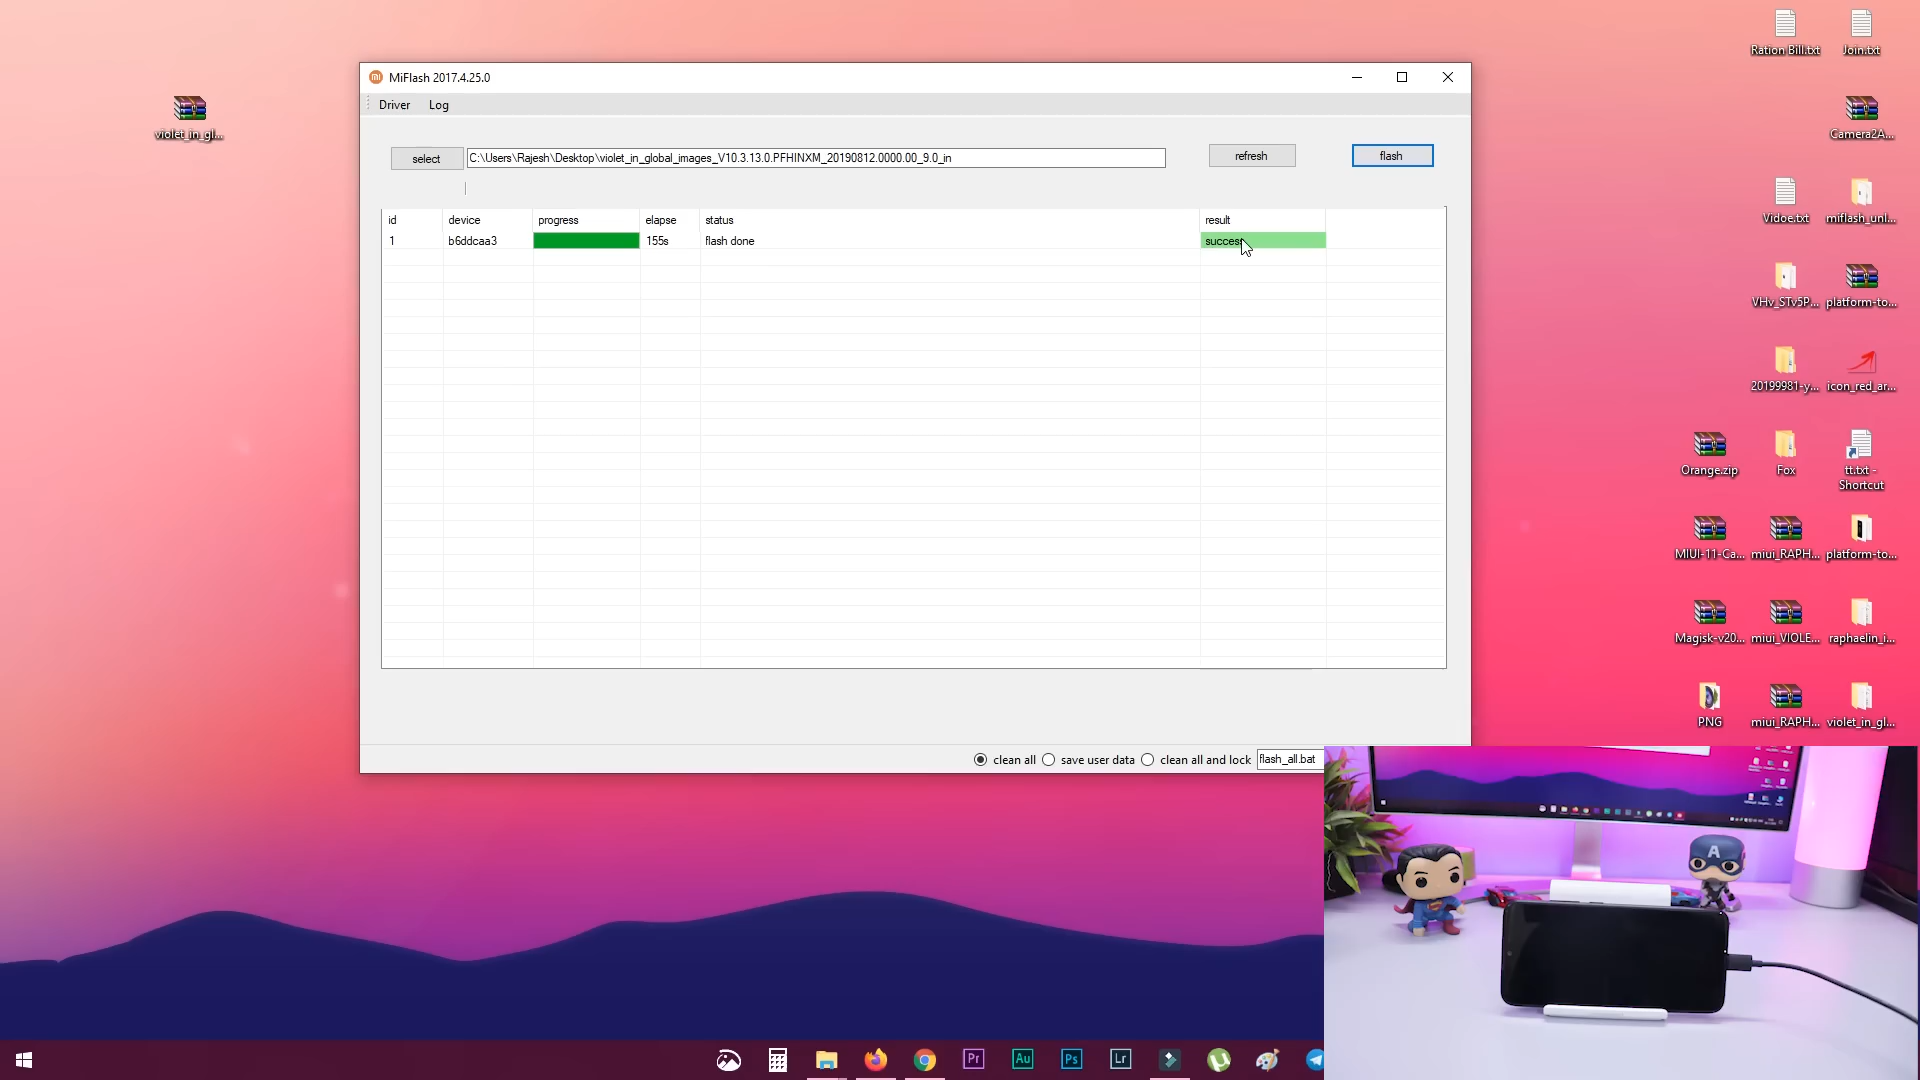 MiFlash 2017.4.25.0
Driver Log
select C:\Users\Rajesh\Desktop\violet_in_global_images_V10.3.13.0.PFHINXM_20190812.0000.00_9.0_in refresh flash
id device progress elapse status result
1 b6ddcaa3 155s flash done success
clean all save user data clean all and lock flash_all.bat
violet_in_gl...
Ration Bill.txt Join.txt
Camera2A...
Vidoe.txt miflash_unl...
VHv_STv5P... platform-to...
20199981-y... icon_red_ar...
Orange.zip Fox tt.txt -
Shortcut
MIUI-11-Ca... miui_RAPH... platform-to...
Magisk-v20... miui_VIOLE... raphaelin_i...
PNG miui_RAPH... violet_in_gl...
Pr Au Ps Lr
A